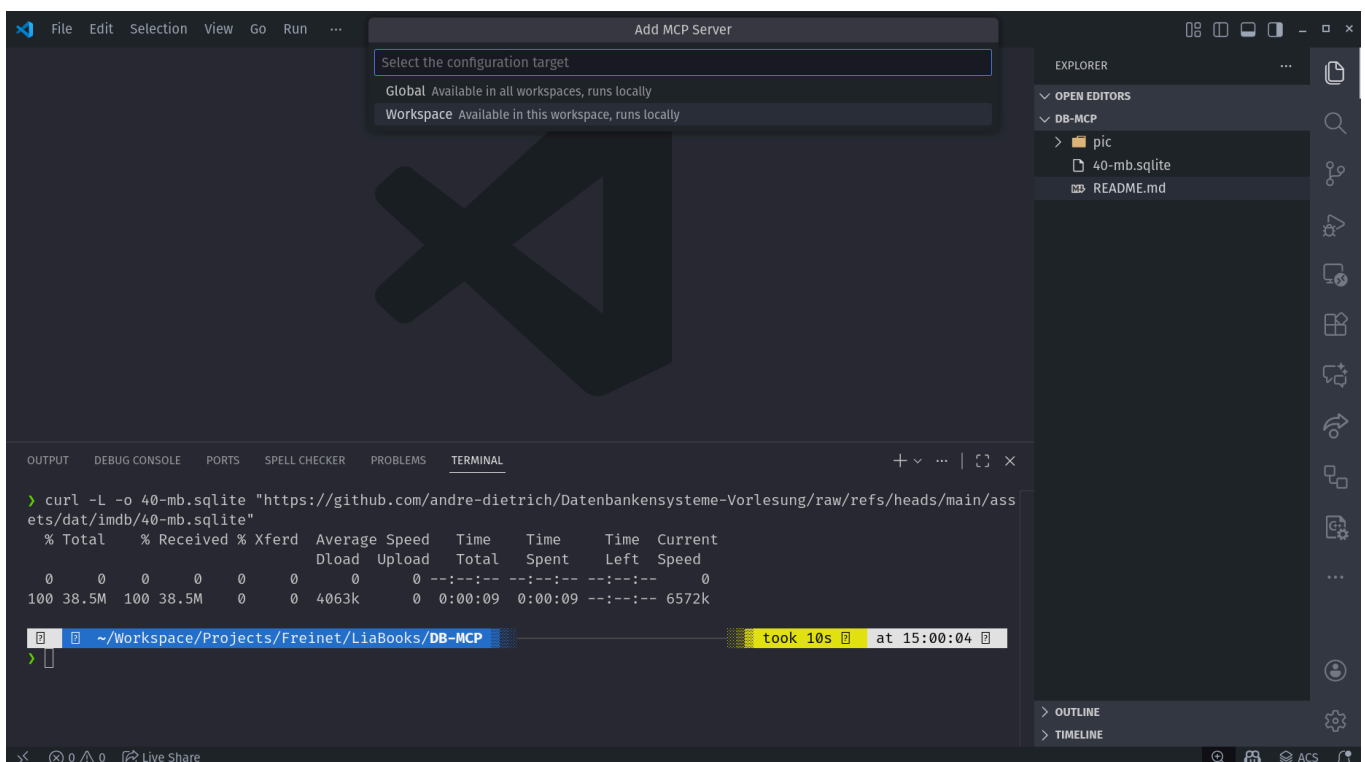 File Edit Selection View Go Run ···
Add MCP Server
Select the configuration target
Global Available in all workspaces, runs locally
Workspace Available in this workspace, runs locally
EXPLORER ···
OPEN EDITORS
DB-MCP
pic
40-mb.sqlite
README.md
OUTPUT DEBUG CONSOLE PORTS SPELL CHECKER PROBLEMS TERMINAL
❯ curl -L -o 40-mb.sqlite "https://github.com/andre-dietrich/Datenbankensysteme-Vorlesung/raw/refs/heads/main/ass
ets/dat/imdb/40-mb.sqlite"
% Total % Received % Xferd Average Speed Time Time Time Current
Dload Upload Total Spent Left Speed
0 0 0 0 0 0 0 0 --:--:-- --:--:-- --:--:-- 0
100 38.5M 100 38.5M 0 0 4063k 0 0:00:09 0:00:09 --:--:-- 6572k
~/Workspace/Projects/Freinet/LiaBooks/DB-MCP took 10s at 15:00:04
❯
OUTLINE
TIMELINE
0 0 Live Share ACS